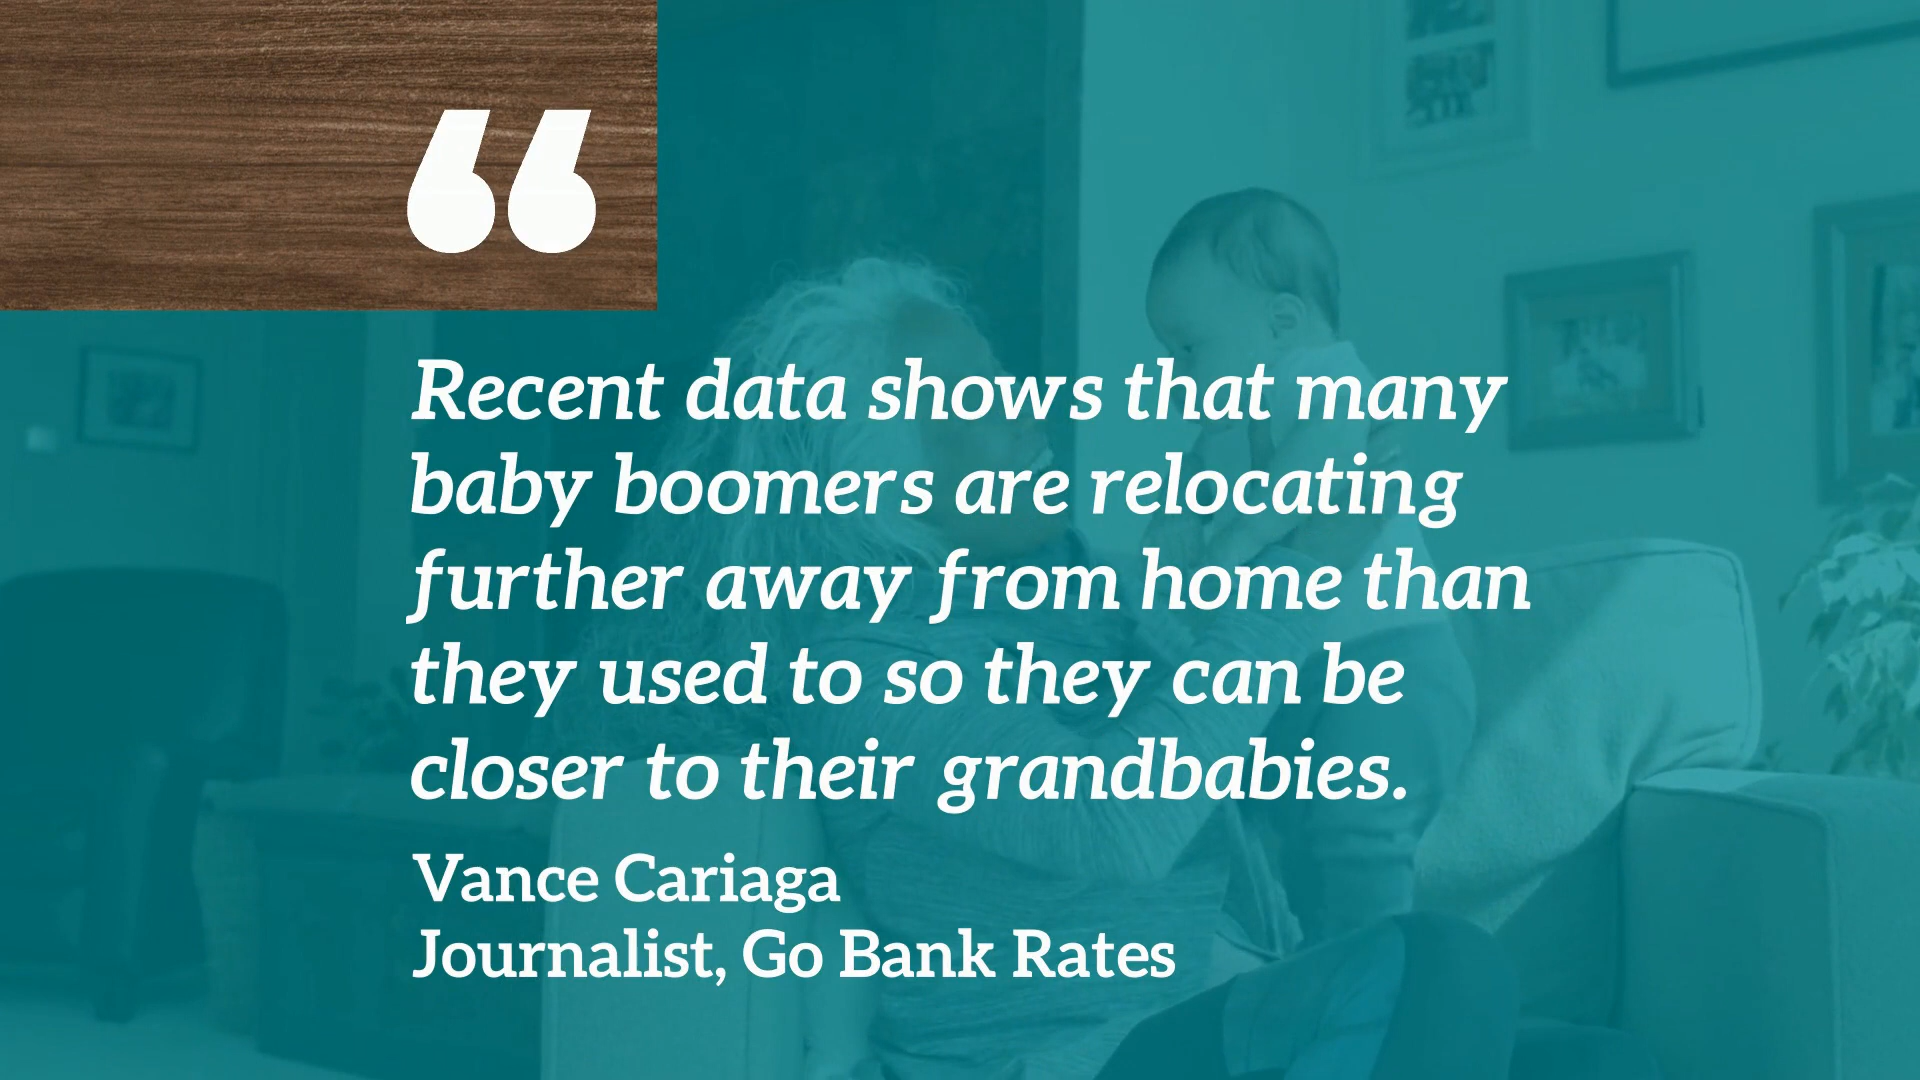 “
Recent data shows that many
baby boomers are relocating
further away from home than
they used to so they can be
closer to their grandbabies.
Vance Cariaga
Journalist, Go Bank Rates